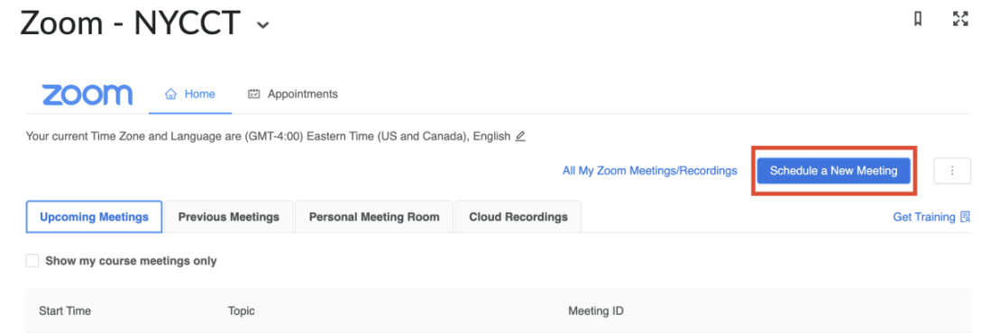 Zoom - NYCCT
zoom Home Appointments
Your current Time Zone and Language are (GMT-4:00) Eastern Time (US and Canada), English
All My Zoom Meetings/Recordings Schedule a New Meeting
Upcoming Meetings Previous Meetings Personal Meeting Room Cloud Recordings Get Training
Show my course meetings only
Start Time Topic Meeting ID